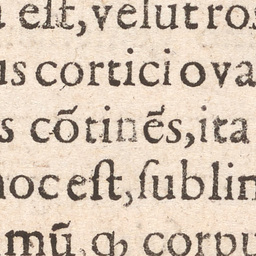 eſt, velut ros
us cortici ova
s cõtinẽs, ita
hoc eſt, ſublim
mũ, ꝙ corpu